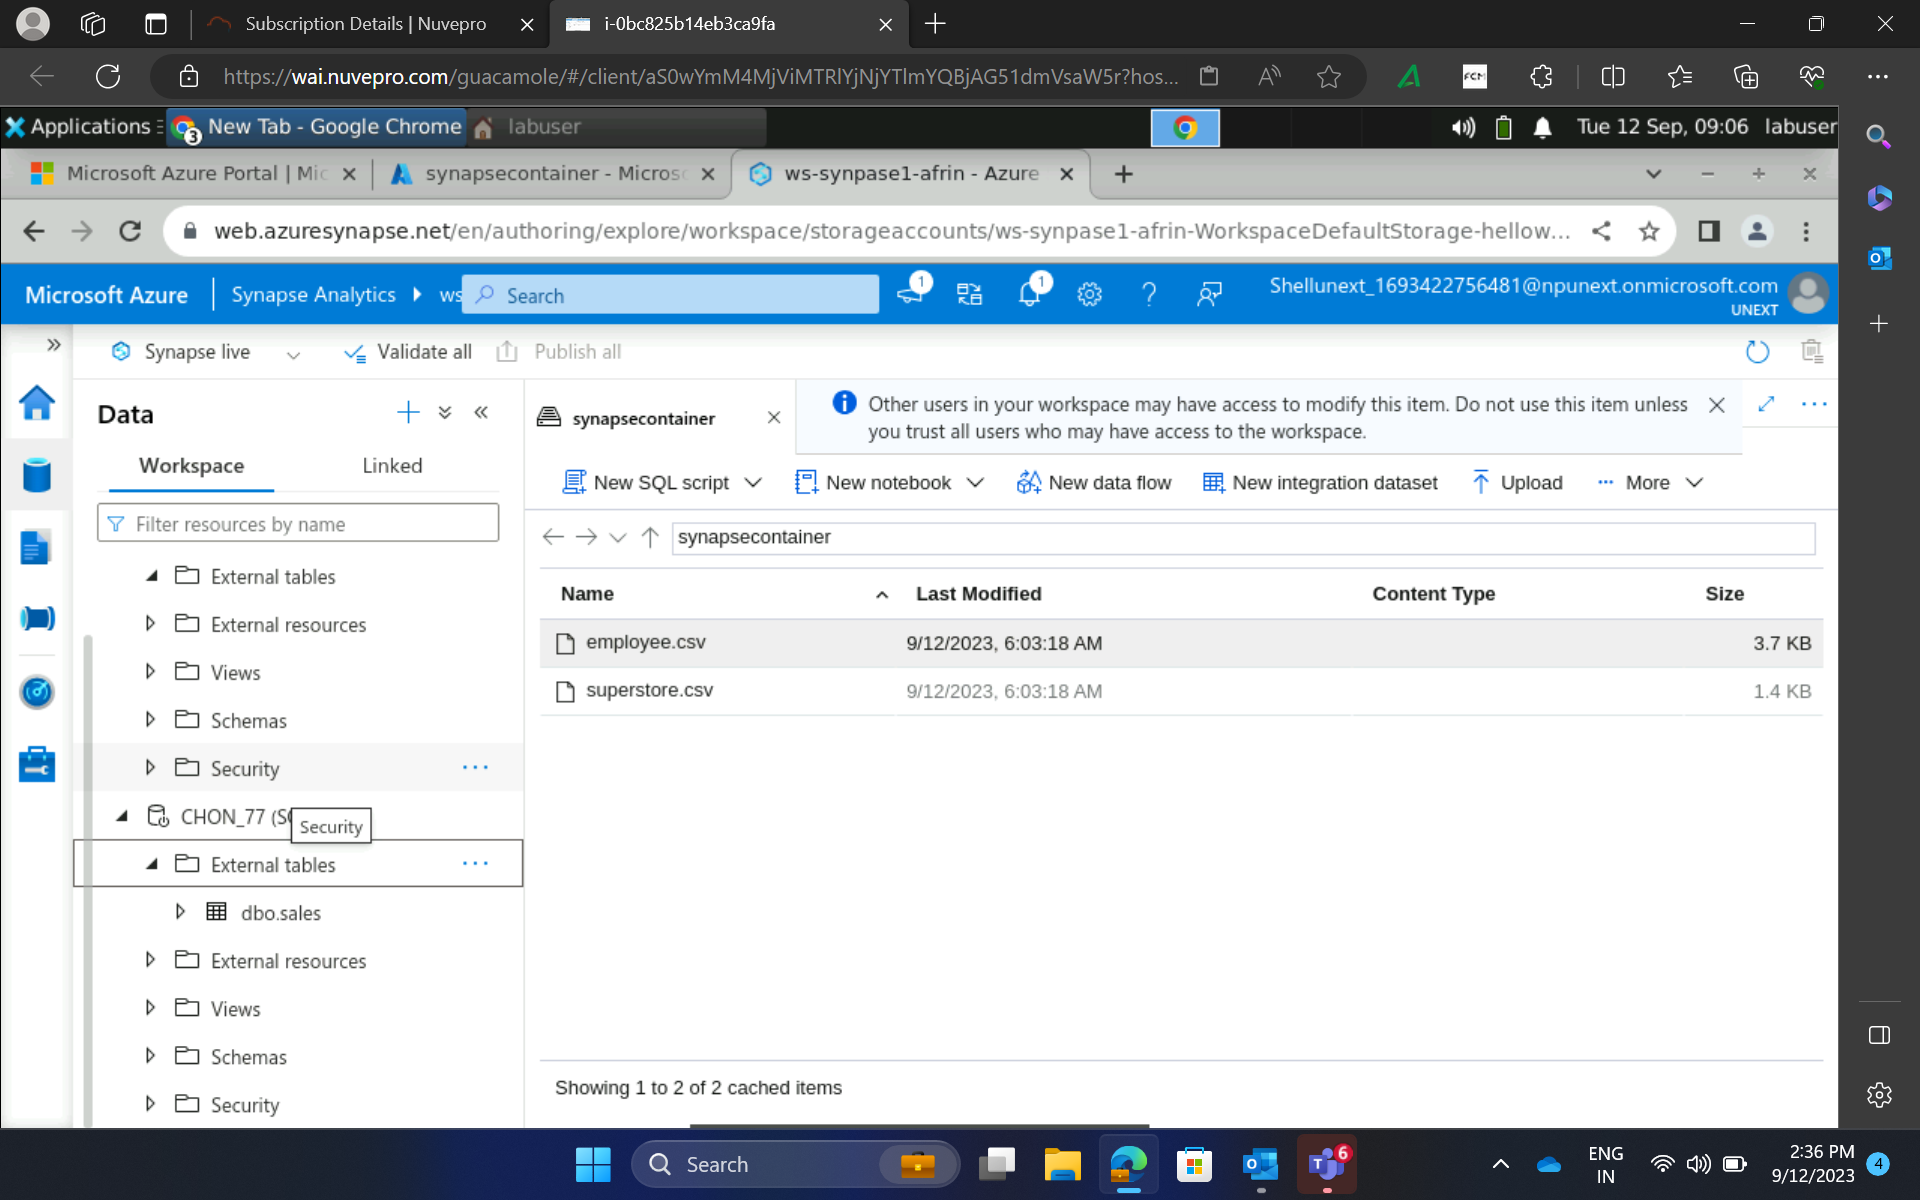 Subscription Details | Nuvepro
i-0bc825b14eb3ca9fa
https://wai.nuvepro.com/guacamole/#/client/aS0wYmM4MjViMTRlYjNjYTlmYQBjAG51dmVsaW5r?hos...
FCM
Applications
3
New Tab - Google Chrome
labuser
Tue 12 Sep, 09:06 labuser
Microsoft Azure Portal | Mic
synapsecontainer - Microso
ws-synpase1-afrin - Azure
web.azuresynapse.net/en/authoring/explore/workspace/storageaccounts/ws-synpase1-afrin-WorkspaceDefaultStorage-hellow...
Microsoft Azure
Synapse Analytics
ws
Search
1
1
Shellunext_1693422756481@npunext.onmicrosoft.com
UNEXT
Synapse live
Validate all
Publish all
Data
Workspace
Linked
Filter resources by name
External tables
External resources
Views
Schemas
Security
CHON_77 (SQ
Security
External tables
dbo.sales
External resources
Views
Schemas
Security
synapsecontainer
Other users in your workspace may have access to modify this item. Do not use this item unless
you trust all users who may have access to the workspace.
New SQL script
New notebook
New data flow
New integration dataset
Upload
More
synapsecontainer
Name
Last Modified
Content Type
Size
employee.csv
9/12/2023, 6:03:18 AM
3.7 KB
superstore.csv
9/12/2023, 6:03:18 AM
1.4 KB
Showing 1 to 2 of 2 cached items
Search
6
ENG
IN
2:36 PM
9/12/2023
4